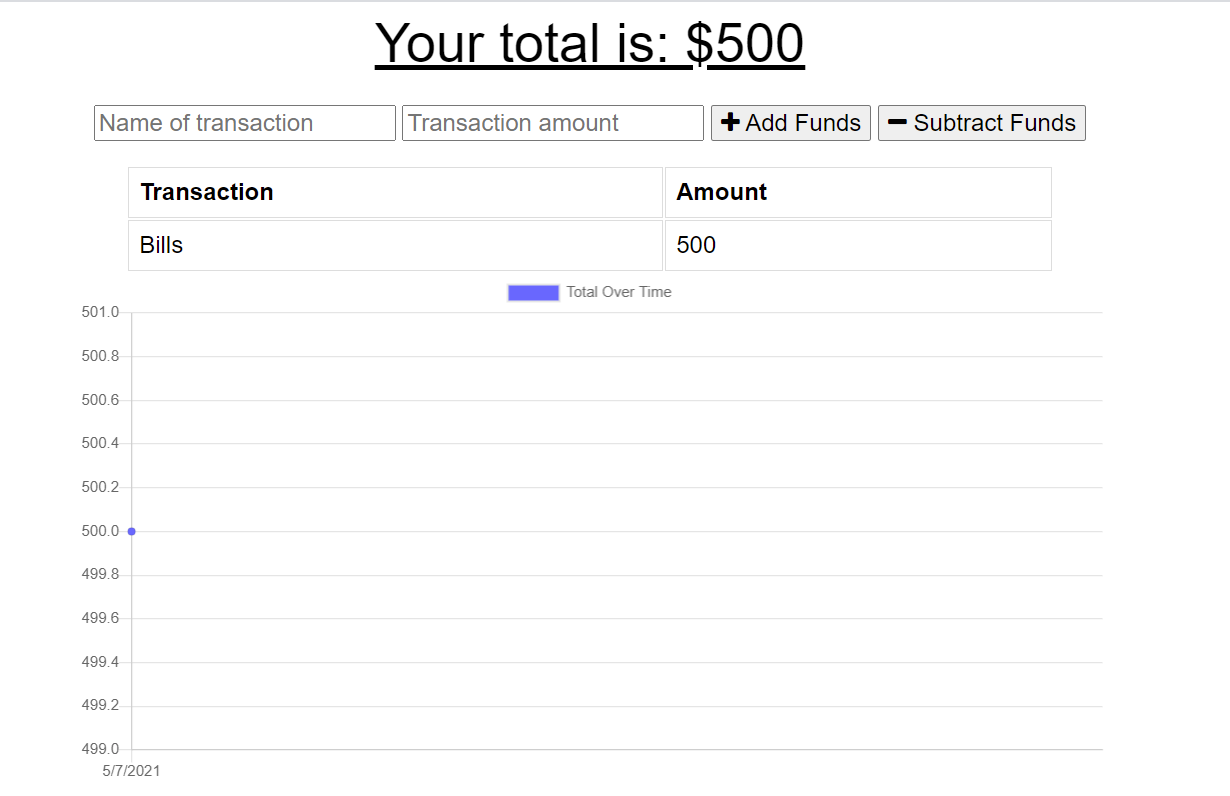 Your total is: $500
Name of transaction Transaction amount Add Funds Subtract Funds
Transaction Amount
Bills 500
Total Over Time
501.0
500.8
500.6
500.4
500.2
500.0
499.8
499.6
499.4
499.2
499.0
5/7/2021